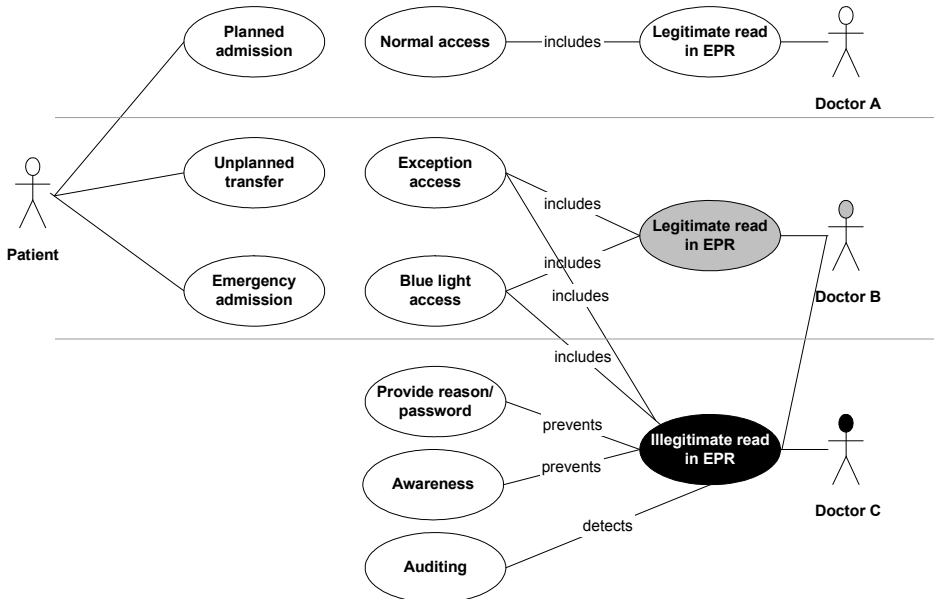 Planned
admission
Normal access
includes
Legitimate read
in EPR
Doctor A
Unplanned
transfer
Exception
access
includes
Legitimate read
in EPR
Patient
Emergency
admission
Blue light
access
includes
includes
Doctor B
includes
Provide reason/
password
prevents
Illegitimate read
in EPR
prevents
Awareness
Doctor C
detects
Auditing